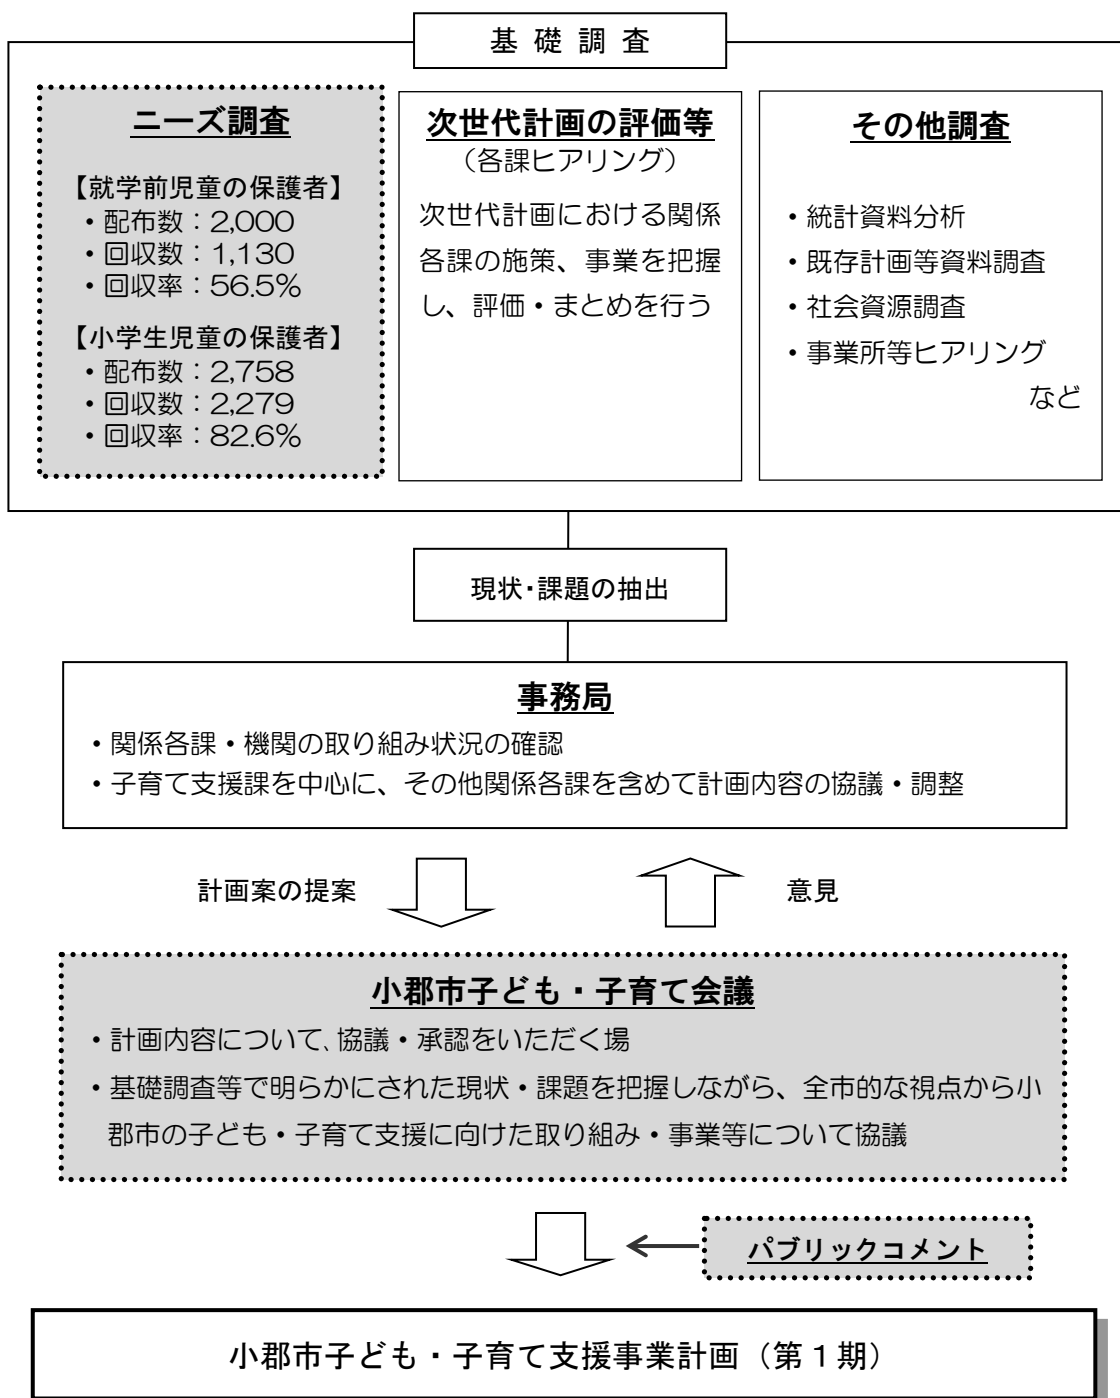 基礎調査
ニーズ調査
【就学前児童の保護者】
・配布数：2,000
・回収数：1,130
・回収率：56.5%
【小学生児童の保護者】
・配布数：2,758
・回収数：2,279
・回収率：82.6%
次世代計画の評価等
（各課ヒアリング）
次世代計画における関係
各課の施策、事業を把握
し、評価・まとめを行う
その他調査
・統計資料分析
・既存計画等資料調査
・社会資源調査
・事業所等ヒアリング
など
現状・課題の抽出
事務局
・関係各課・機関の取り組み状況の確認
・子育て支援課を中心に、その他関係各課を含めて計画内容の協議・調整
計画案の提案
意見
小郡市子ども・子育て会議
・計画内容について、協議・承認をいただく場
・基礎調査等で明らかにされた現状・課題を把握しながら、全市的な視点から小
郡市の子ども・子育て支援に向けた取り組み・事業等について協議
パブリックコメント
小郡市子ども・子育て支援事業計画（第１期）